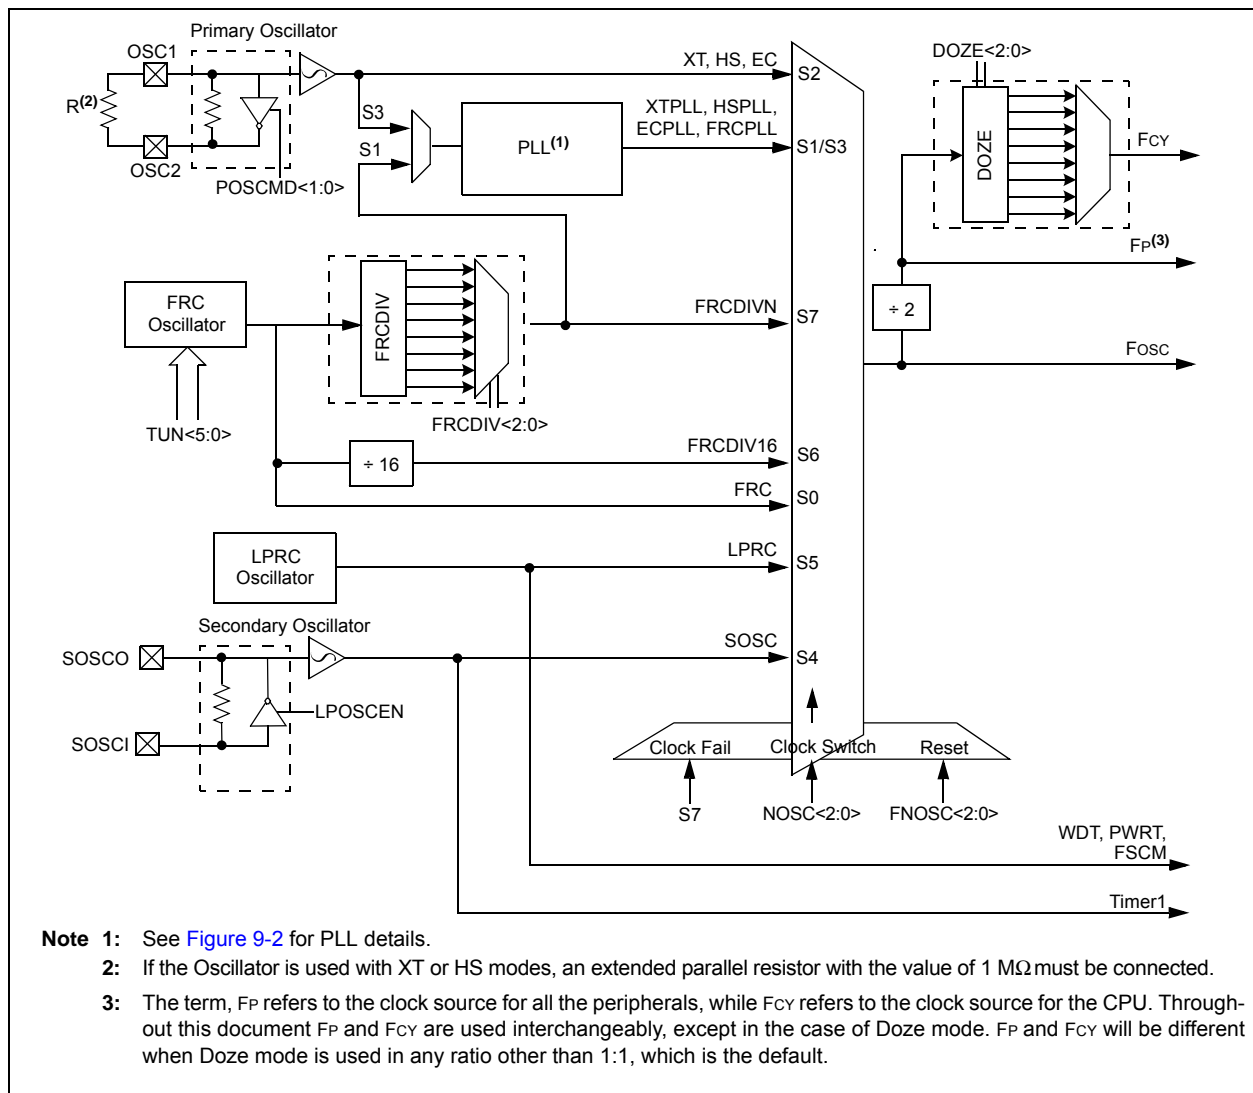 Primary Oscillator
OSC1
R(2)
OSC2
POSCMD<1:0>
S3
S1
PLL(1)
XT, HS, EC
S2
XTPLL, HSPLL,
ECPLL, FRCPLL
S1/S3
DOZE<2:0>
DOZE
FCY
FP(3)
÷ 2
FOSC
FRC
Oscillator
TUN<5:0>
FRCDIV
FRCDIV<2:0>
FRCDIVN
S7
÷ 16
FRCDIV16
S6
FRC
S0
LPRC
Oscillator
LPRC
S5
Secondary Oscillator
SOSCO
SOSCI
LPOSCEN
SOSC
S4
Clock Fail
Clock Switch
Reset
S7
NOSC<2:0>
FNOSC<2:0>
WDT, PWRT,
FSCM
Timer1
Note 1: See Figure 9-2 for PLL details.
2: If the Oscillator is used with XT or HS modes, an extended parallel resistor with the value of 1 MΩ must be connected.
3: The term, FP refers to the clock source for all the peripherals, while FCY refers to the clock source for the CPU. Through-
out this document FP and FCY are used interchangeably, except in the case of Doze mode. FP and FCY will be different
when Doze mode is used in any ratio other than 1:1, which is the default.